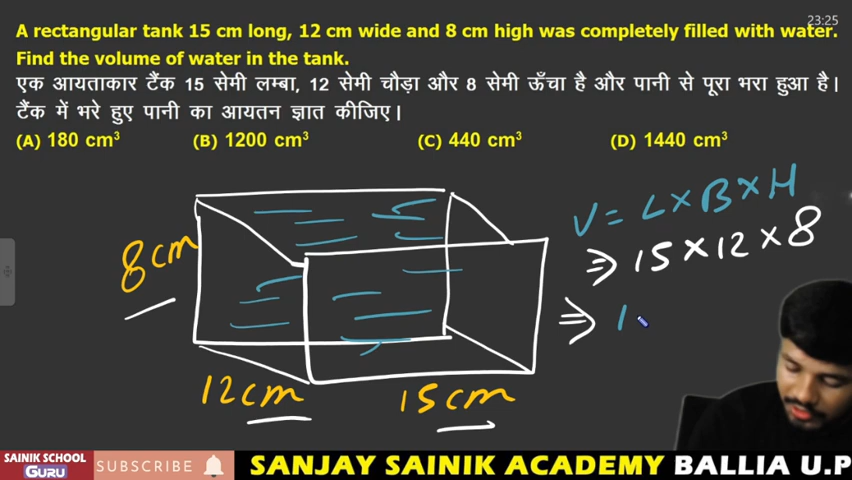 23:25
A rectangular tank 15 cm long, 12 cm wide and 8 cm high was completely filled with water.
Find the volume of water in the tank.
एक आयताकार टैंक 15 सेमी लम्बा, 12 सेमी चौड़ा और 8 सेमी ऊँचा है और पानी से पूरा भरा हुआ है।
टैंक में भरे हुए पानी का आयतन ज्ञात कीजिए।
(A) 180 cm³ (B) 1200 cm³ (C) 440 cm³ (D) 1440 cm³
V = L × B × H
⇒ 15 × 12 × 8
⇒ 1
8cm
12cm
15cm
SAINIK SCHOOL
GURU
SUBSCRIBE
SANJAY SAINIK ACADEMY BALLIA U.P